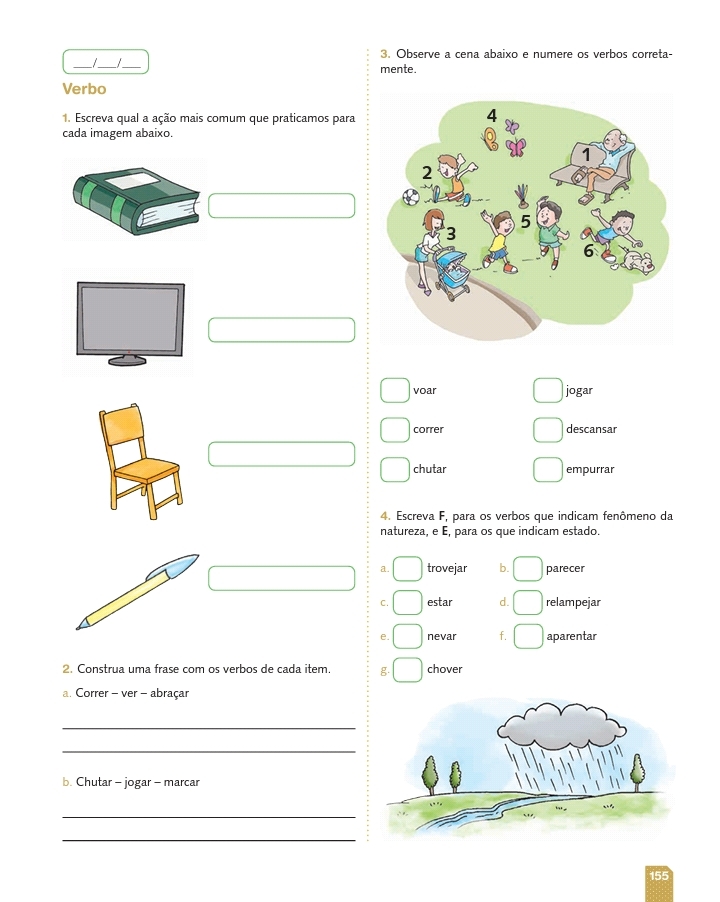 ___/___/___
Verbo
1. Escreva qual a ação mais comum que praticamos para
cada imagem abaixo.
2. Construa uma frase com os verbos de cada item.
a. Correr – ver – abraçar
b. Chutar – jogar – marcar
3. Observe a cena abaixo e numere os verbos correta-
mente.
4
1
2
5
3
6
voar
jogar
correr
descansar
chutar
empurrar
4. Escreva F, para os verbos que indicam fenômeno da
natureza, e E, para os que indicam estado.
a. trovejar
b. parecer
c. estar
d. relampejar
e. nevar
f. aparentar
g. chover
155